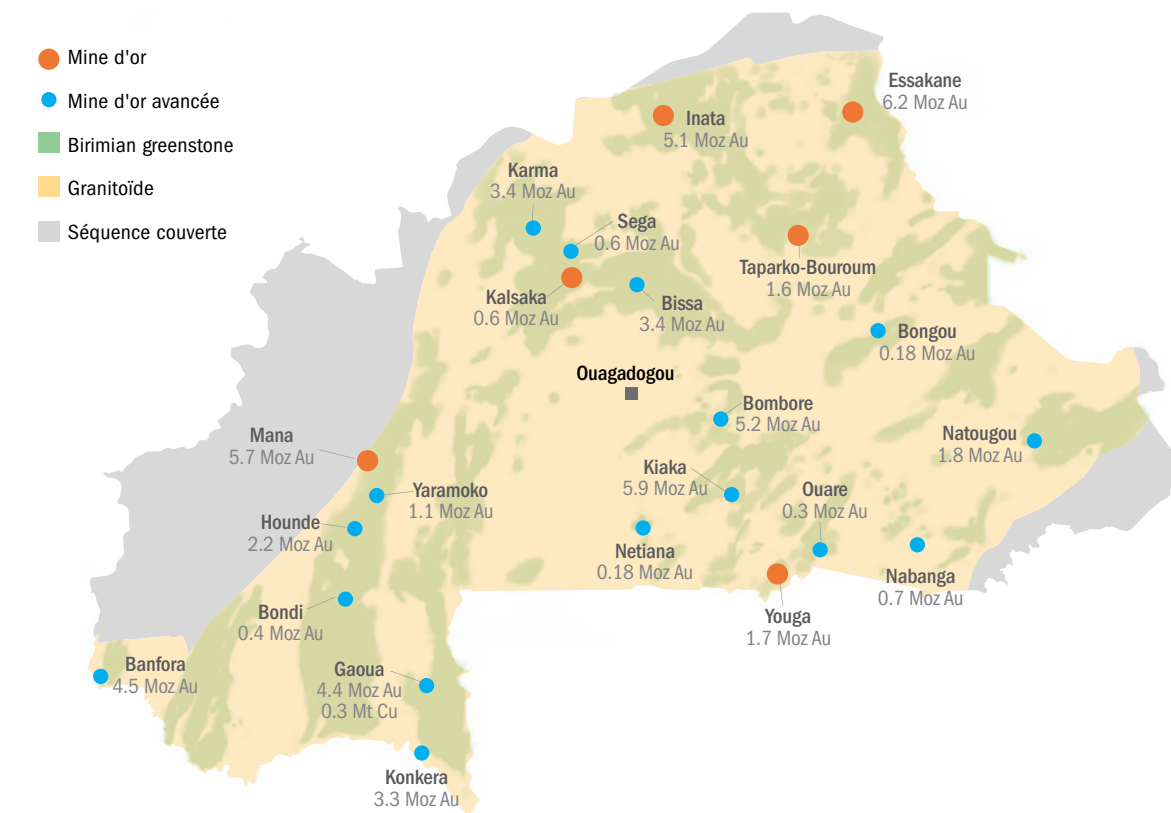 Mine d'or
Mine d'or avancée
Birimian greenstone
Granitoïde
Séquence couverte
Essakane
6.2 Moz Au
Inata
5.1 Moz Au
Karma
3.4 Moz Au
Sega
0.6 Moz Au
Taparko-Bouroum
1.6 Moz Au
Kalsaka
0.6 Moz Au
Bissa
3.4 Moz Au
Bongou
0.18 Moz Au
Ouagadogou
Bombore
5.2 Moz Au
Natougou
1.8 Moz Au
Mana
5.7 Moz Au
Kiaka
5.9 Moz Au
Yaramoko
1.1 Moz Au
Ouare
0.3 Moz Au
Hounde
2.2 Moz Au
Netiana
0.18 Moz Au
Nabanga
0.7 Moz Au
Bondi
0.4 Moz Au
Youga
1.7 Moz Au
Banfora
4.5 Moz Au
Gaoua
4.4 Moz Au
0.3 Mt Cu
Konkera
3.3 Moz Au